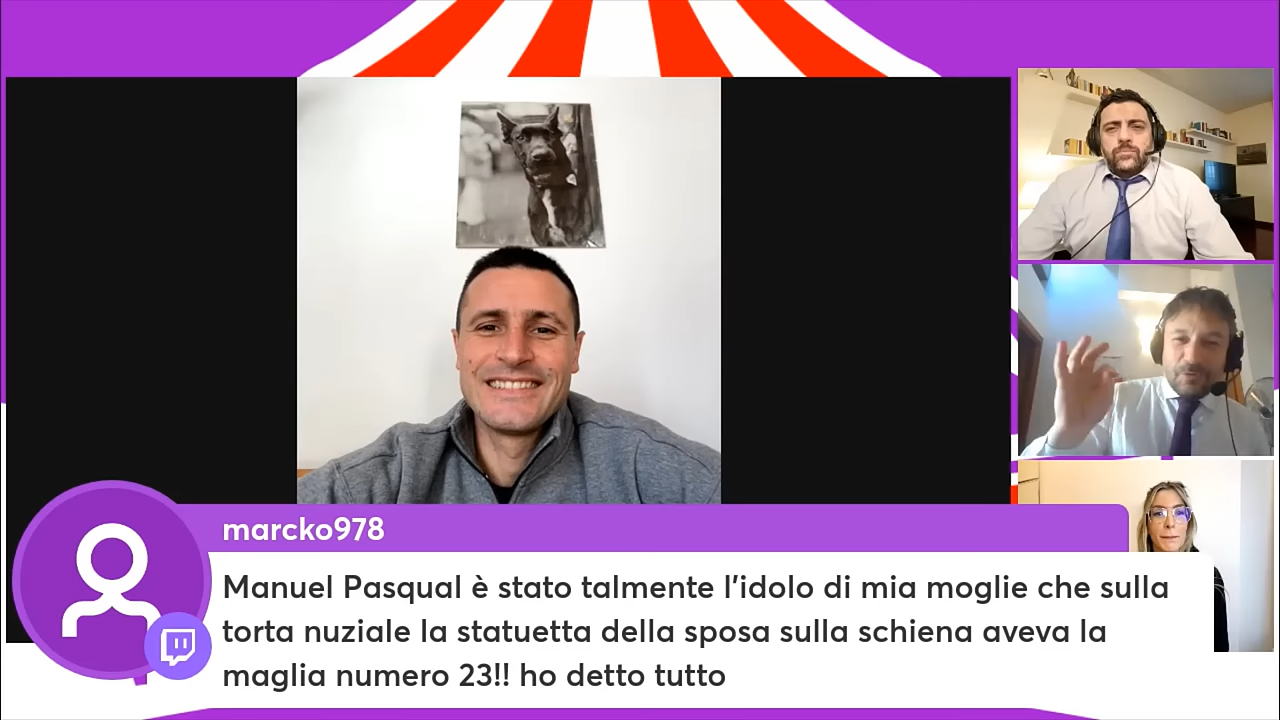 marcko978
Manuel Pasqual è stato talmente l'idolo di mia moglie che sulla
torta nuziale la statuetta della sposa sulla schiena aveva la
maglia numero 23!! ho detto tutto